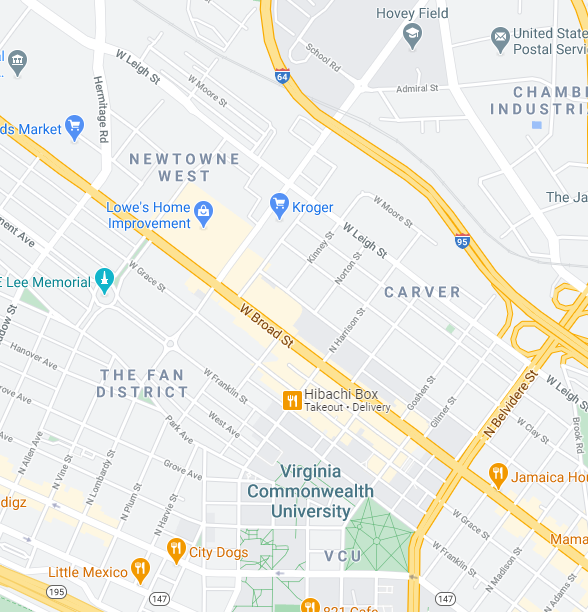 Hovey Field
United State
Postal Servi
School Rd
64
W Leigh St
W Moore St
Hermitage Rd
Admiral St
CHAMB
INDUSTRI
ds Market
NEWTOWNE
WEST
Lowe's Home
Improvement
Kroger
The Ja
W Moore St
W Leigh St
95
Kinney St
Norton St
ment Ave
E Lee Memorial
W Grace St
CARVER
W Broad St
N Harrison St
Hanover Ave
THE FAN
DISTRICT
W Franklin St
Hibachi Box
Takeout • Delivery
Goshen St
Gilmer St
N Belvidere St
W Leigh St
Brook Rd
W Clay St
Park Ave
West Ave
Grove Ave
N Allen Ave
N Vine St
N Lombardy St
N Plum St
N Harvie St
Virginia
Commonwealth
University
Jamaica Hou
digz
W Grace St
W Franklin St
N Madison St
N Adams St
Mama
City Dogs
VCU
Little Mexico
195
147
821 Cafe
147